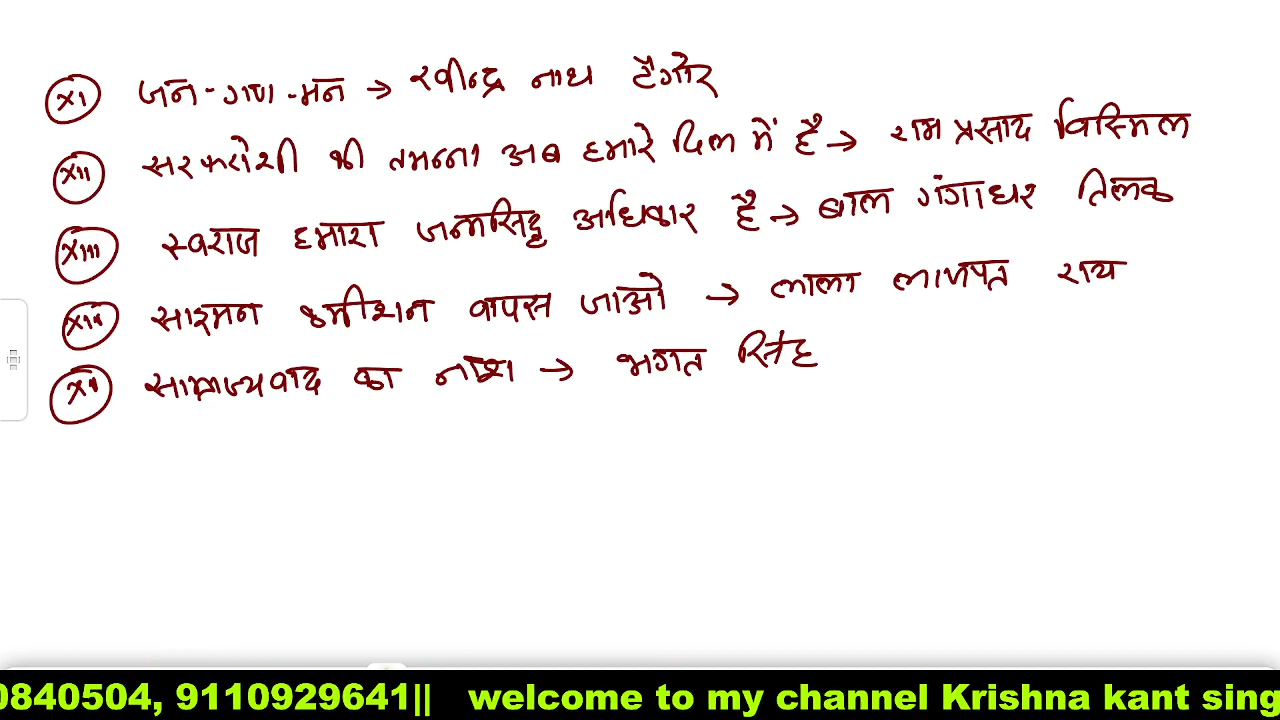 XI जन-गण-मन → रवीन्द्र नाथ टैगोर
XII सरफरोशी की तमन्ना अब हमारे दिल में है → राम प्रसाद विस्मिल
XIII स्वराज हमारा जन्मसिद्ध अधिकार है → बाल गंगाधर तिलक
XIV साइमन कमीशन वापस जाओ → लाला लाजपत राय
XV साम्राज्यवाद का नाश → भगत सिंह
0840504, 9110929641|| welcome to my channel Krishna kant sing